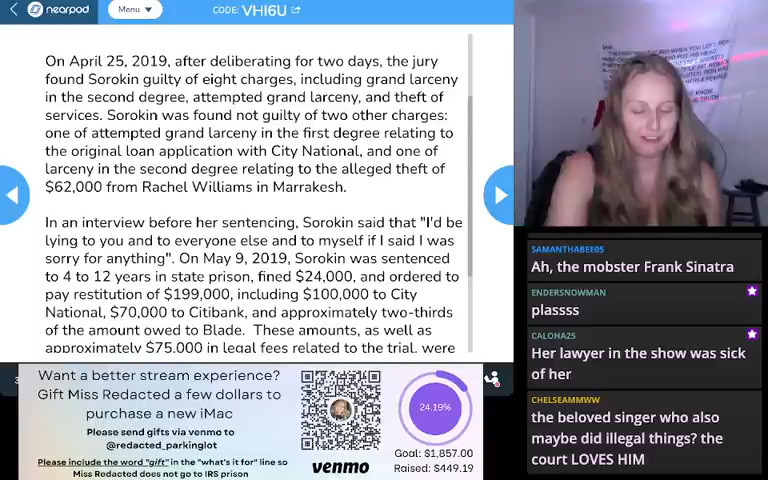 nearpod
Menu
CODE: VHI6U
On April 25, 2019, after deliberating for two days, the jury
found Sorokin guilty of eight charges, including grand larceny
in the second degree, attempted grand larceny, and theft of
services. Sorokin was found not guilty of two other charges:
one of attempted grand larceny in the first degree relating to
the original loan application with City National, and one of
larceny in the second degree relating to the alleged theft of
$62,000 from Rachel Williams in Marrakesh.
In an interview before her sentencing, Sorokin said that "I'd be
lying to you and to everyone else and to myself if I said I was
sorry for anything". On May 9, 2019, Sorokin was sentenced
to 4 to 12 years in state prison, fined $24,000, and ordered to
pay restitution of $199,000, including $100,000 to City
National, $70,000 to Citibank, and approximately two-thirds
of the amount owed to Blade. These amounts, as well as
approximately $75,000 in legal fees related to the trial, were
Want a better stream experience?
Gift Miss Redacted a few dollars to
purchase a new iMac
Please send gifts via venmo to
@redacted_parkinglot
Please include the word "gift" in the "what's it for" line so
Miss Redacted does not go to IRS prison
venmo
24.19%
Goal: $1,857.00
Raised: $449.19
SAMANTHABEE05
Ah, the mobster Frank Sinatra
ENDERSNOWMAN
plassss
CALOHA25
Her lawyer in the show was sick
of her
CHELSEAMMWW
the beloved singer who also
maybe did illegal things? the
court LOVES HIM